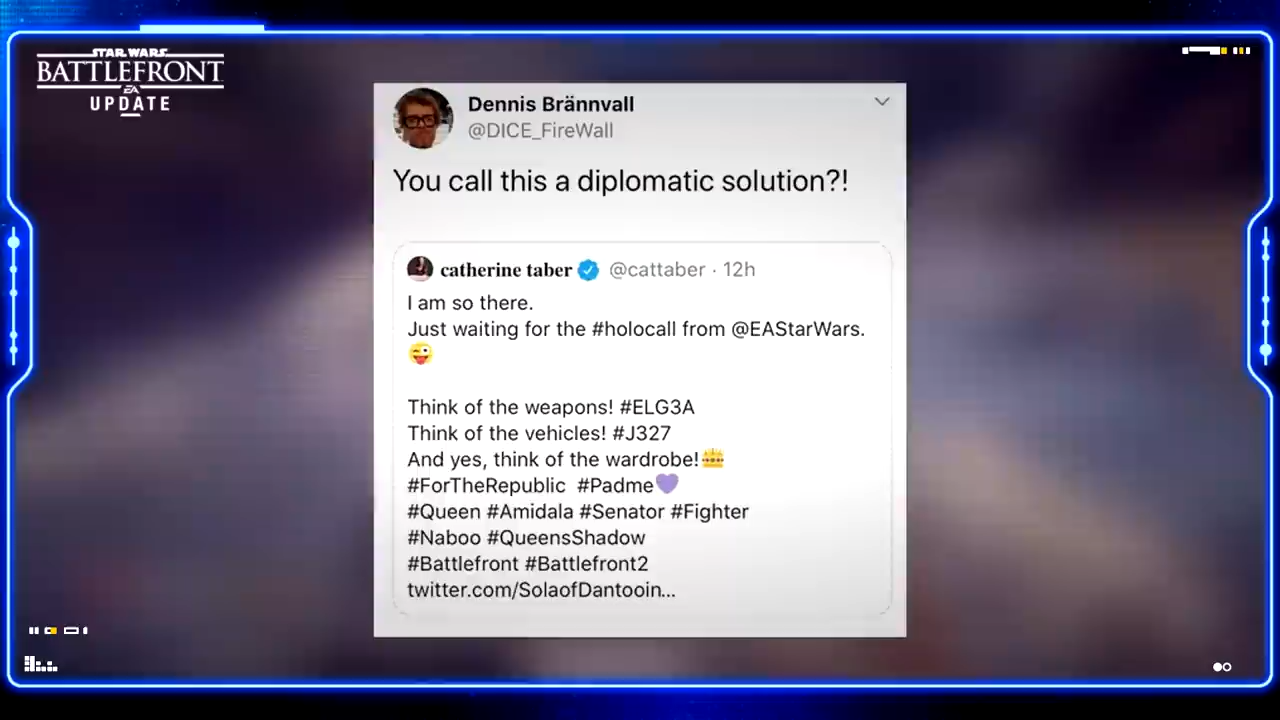 STAR WARS
BATTLEFRONT
EA
UPDATE
Dennis Brännvall
@DICE_FireWall
You call this a diplomatic solution?!
catherine taber @cattaber · 12h
I am so there.
Just waiting for the #holocall from @EAStarWars.
😜
Think of the weapons! #ELG3A
Think of the vehicles! #J327
And yes, think of the wardrobe!👑
#ForTheRepublic #Padme💜
#Queen #Amidala #Senator #Fighter
#Naboo #QueensShadow
#Battlefront #Battlefront2
twitter.com/SolaofDantooin...